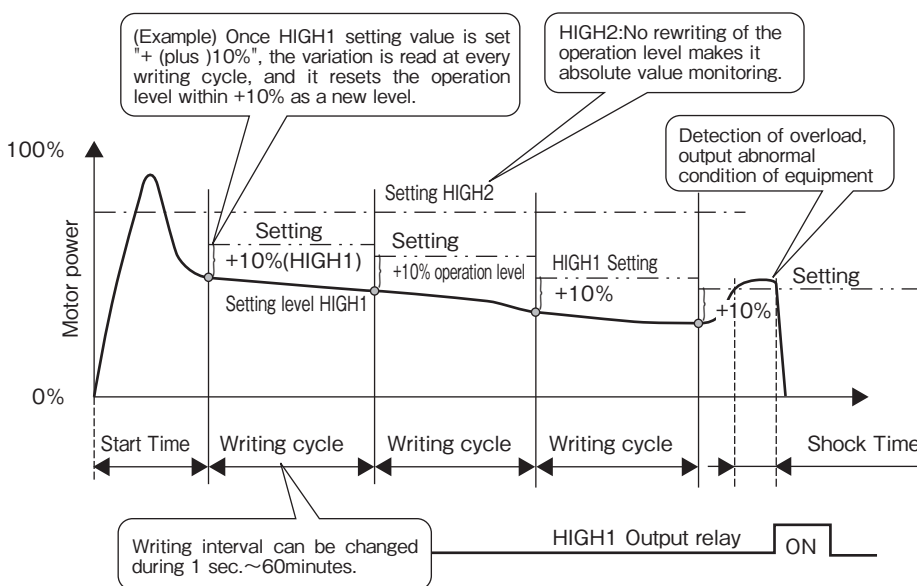 (Example) Once HIGH1 setting value is set
"+ (plus )10%", the variation is read at every
writing cycle, and it resets the operation
level within +10% as a new level.
HIGH2:No rewriting of the
operation level makes it
absolute value monitoring.
Detection of overload,
output abnormal
condition of equipment
100%
Motor power
0%
Setting HIGH2
Setting
+10%(HIGH1)
Setting level HIGH1
Setting
+10% operation level
HIGH1 Setting
+10%
Setting
+10%
Start Time
Writing cycle
Writing cycle
Writing cycle
Shock Time
Writing interval can be changed
during 1 sec.～60minutes.
HIGH1 Output relay
ON